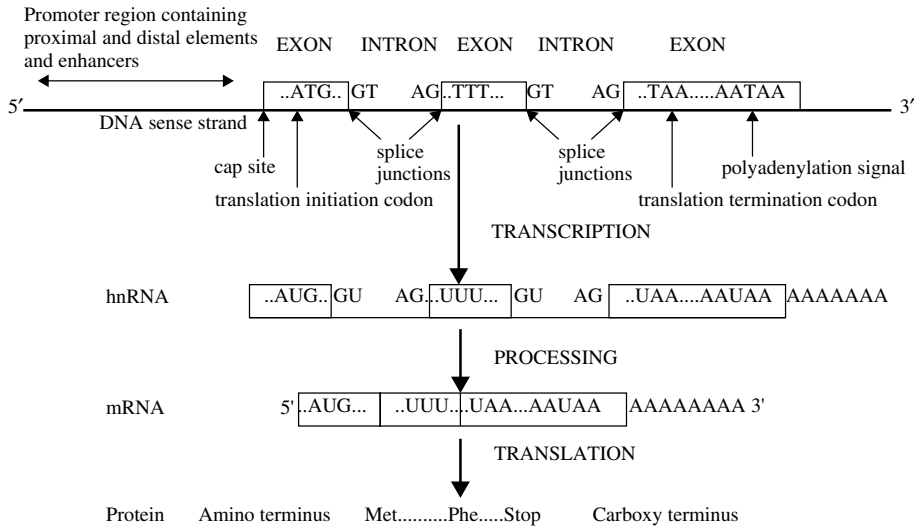 Promoter region containing
proximal and distal elements
and enhancers
EXON INTRON EXON INTRON EXON
..ATG.. GT AG ..TTT... GT AG ..TAA.....AATAA
5′ 3′
DNA sense strand
cap site
splice
junctions
splice
junctions
polyadenylation signal
translation initiation codon
translation termination codon
TRANSCRIPTION
hnRNA ..AUG.. GU AG...UUU... GU AG ..UAA....AAUAA AAAAAAA
PROCESSING
mRNA 5' ..AUG... ..UUU....UAA...AAUAA AAAAAAAA 3'
TRANSLATION
Protein Amino terminus Met..........Phe.....Stop Carboxy terminus